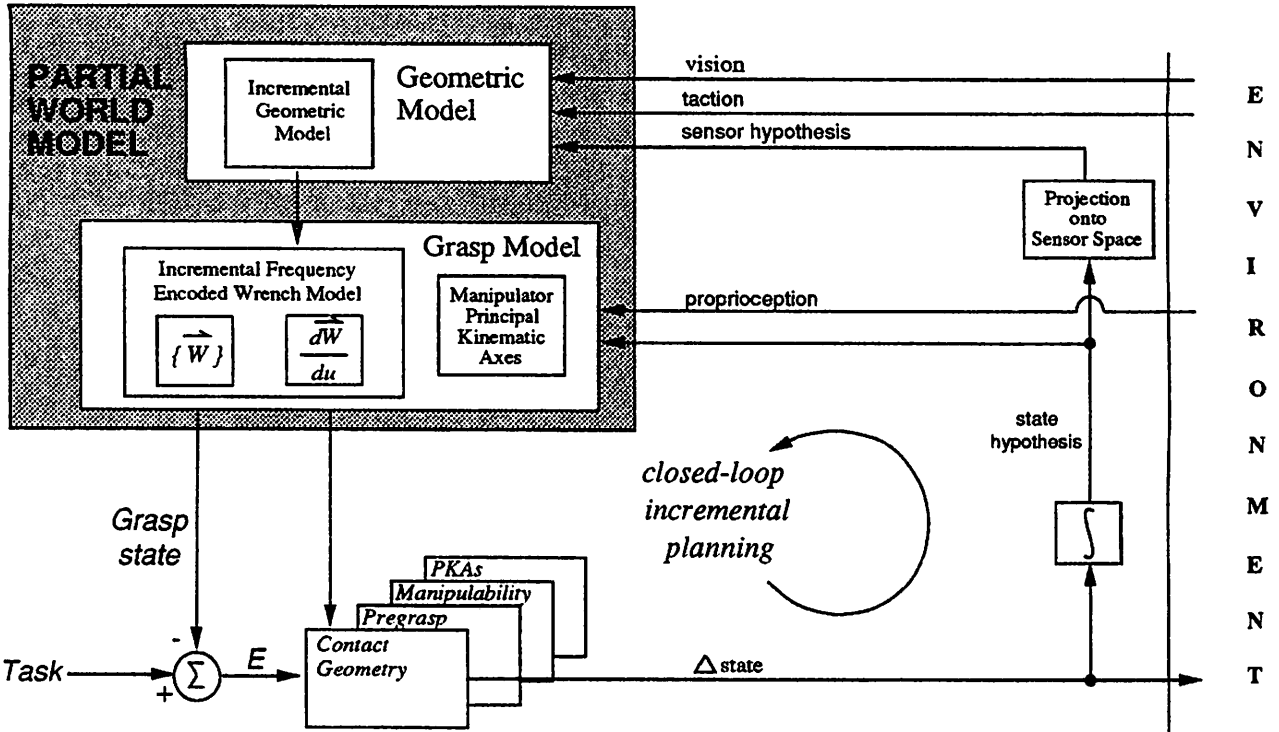 PARTIAL
WORLD
MODEL
Incremental
Geometric
Model
Geometric
Model
vision
taction
sensor hypothesis
Projection
onto
Sensor Space
Grasp Model
Incremental Frequency
Encoded Wrench Model
{ W }
dW
du
Manipulator
Principal
Kinematic
Axes
proprioception
state
hypothesis
∫
closed-loop
incremental
planning
Grasp
state
PKAs
Manipulability
Pregrasp
Contact
Geometry
Task
-
+
Σ
E
△ state
E
N
V
I
R
O
N
M
E
N
T